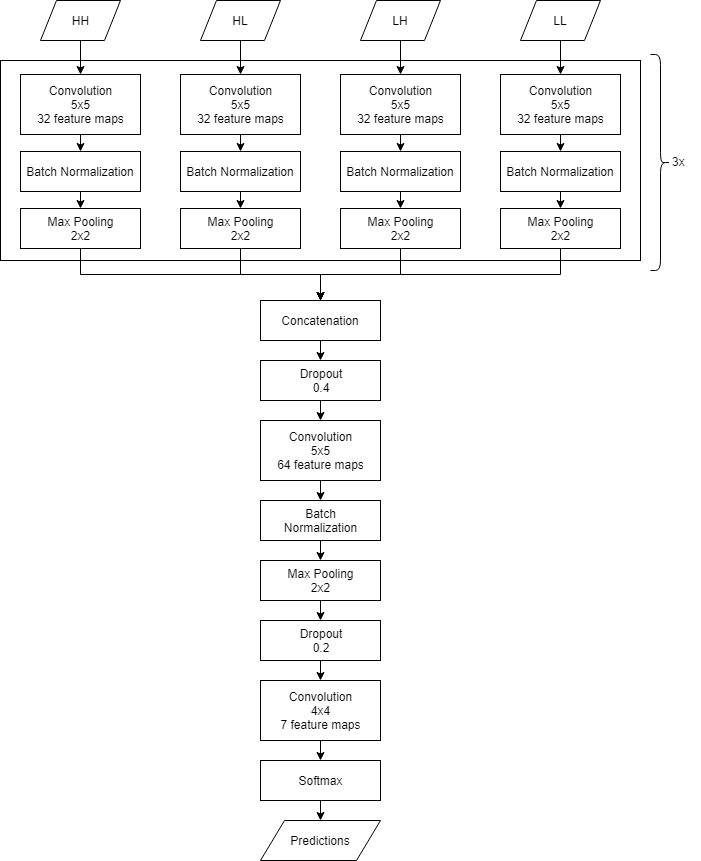 HH
HL
LH
LL
Convolution
5x5
32 feature maps
Convolution
5x5
32 feature maps
Convolution
5x5
32 feature maps
Convolution
5x5
32 feature maps
3x
Batch Normalization
Batch Normalization
Batch Normalization
Batch Normalization
Max Pooling
2x2
Max Pooling
2x2
Max Pooling
2x2
Max Pooling
2x2
Concatenation
Dropout
0.4
Convolution
5x5
64 feature maps
Batch
Normalization
Max Pooling
2x2
Dropout
0.2
Convolution
4x4
7 feature maps
Softmax
Predictions